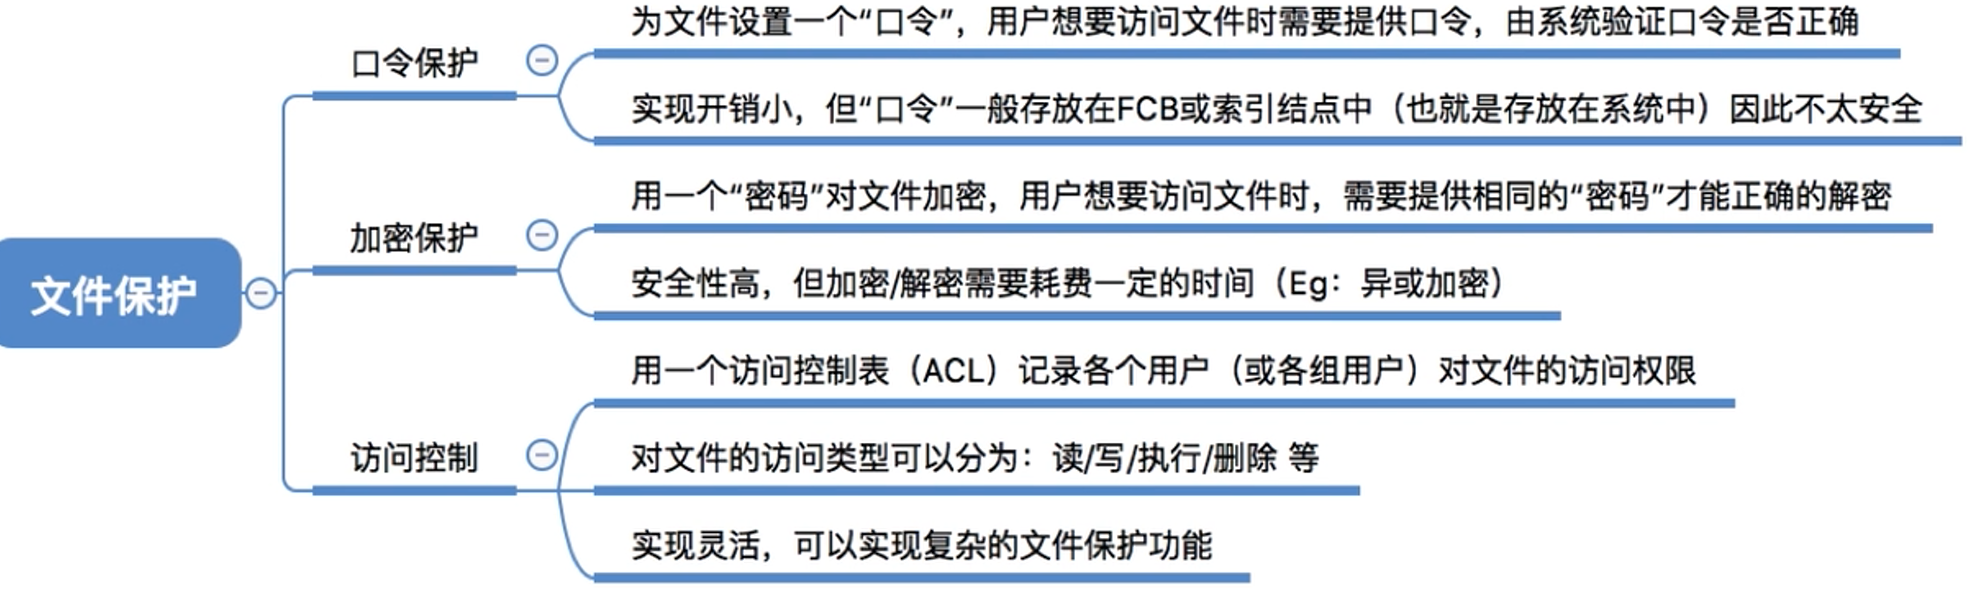 文件保护
口令保护
为文件设置一个“口令”，用户想要访问文件时需要提供口令，由系统验证口令是否正确
实现开销小，但“口令”一般存放在FCB或索引结点中（也就是存放在系统中）因此不太安全
加密保护
用一个“密码”对文件加密，用户想要访问文件时，需要提供相同的“密码”才能正确的解密
安全性高，但加密/解密需要耗费一定的时间（Eg：异或加密）
访问控制
用一个访问控制表（ACL）记录各个用户（或各组用户）对文件的访问权限
对文件的访问类型可以分为：读/写/执行/删除 等
实现灵活，可以实现复杂的文件保护功能